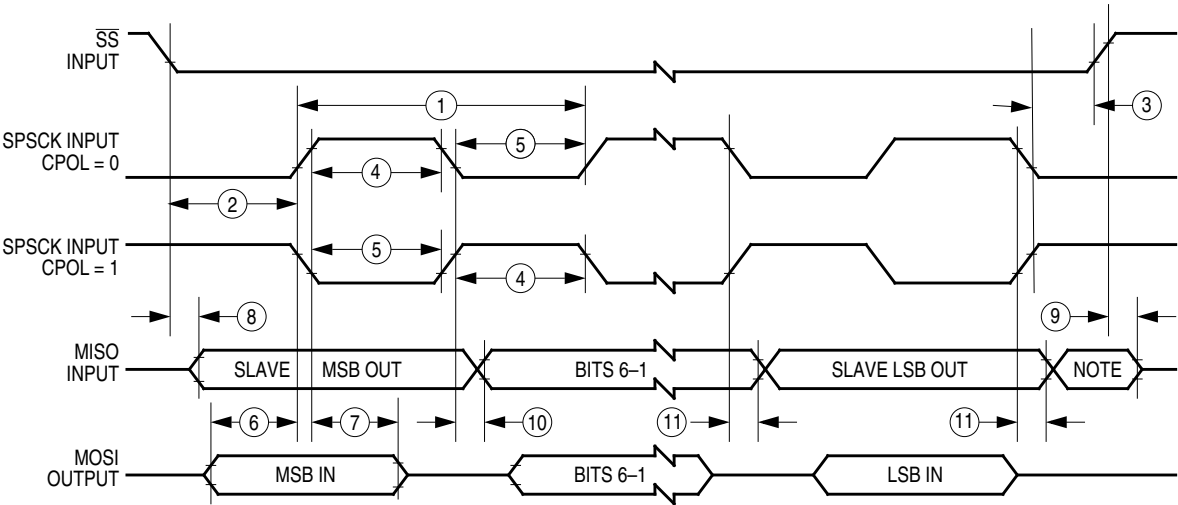 SS
INPUT
1
3
SPSCK INPUT
CPOL = 0
5
4
2
SPSCK INPUT
CPOL = 1
5
4
8
9
MISO
INPUT
SLAVE MSB OUT
BITS 6–1
SLAVE LSB OUT
NOTE
6
7
10
11
11
MOSI
OUTPUT
MSB IN
BITS 6–1
LSB IN